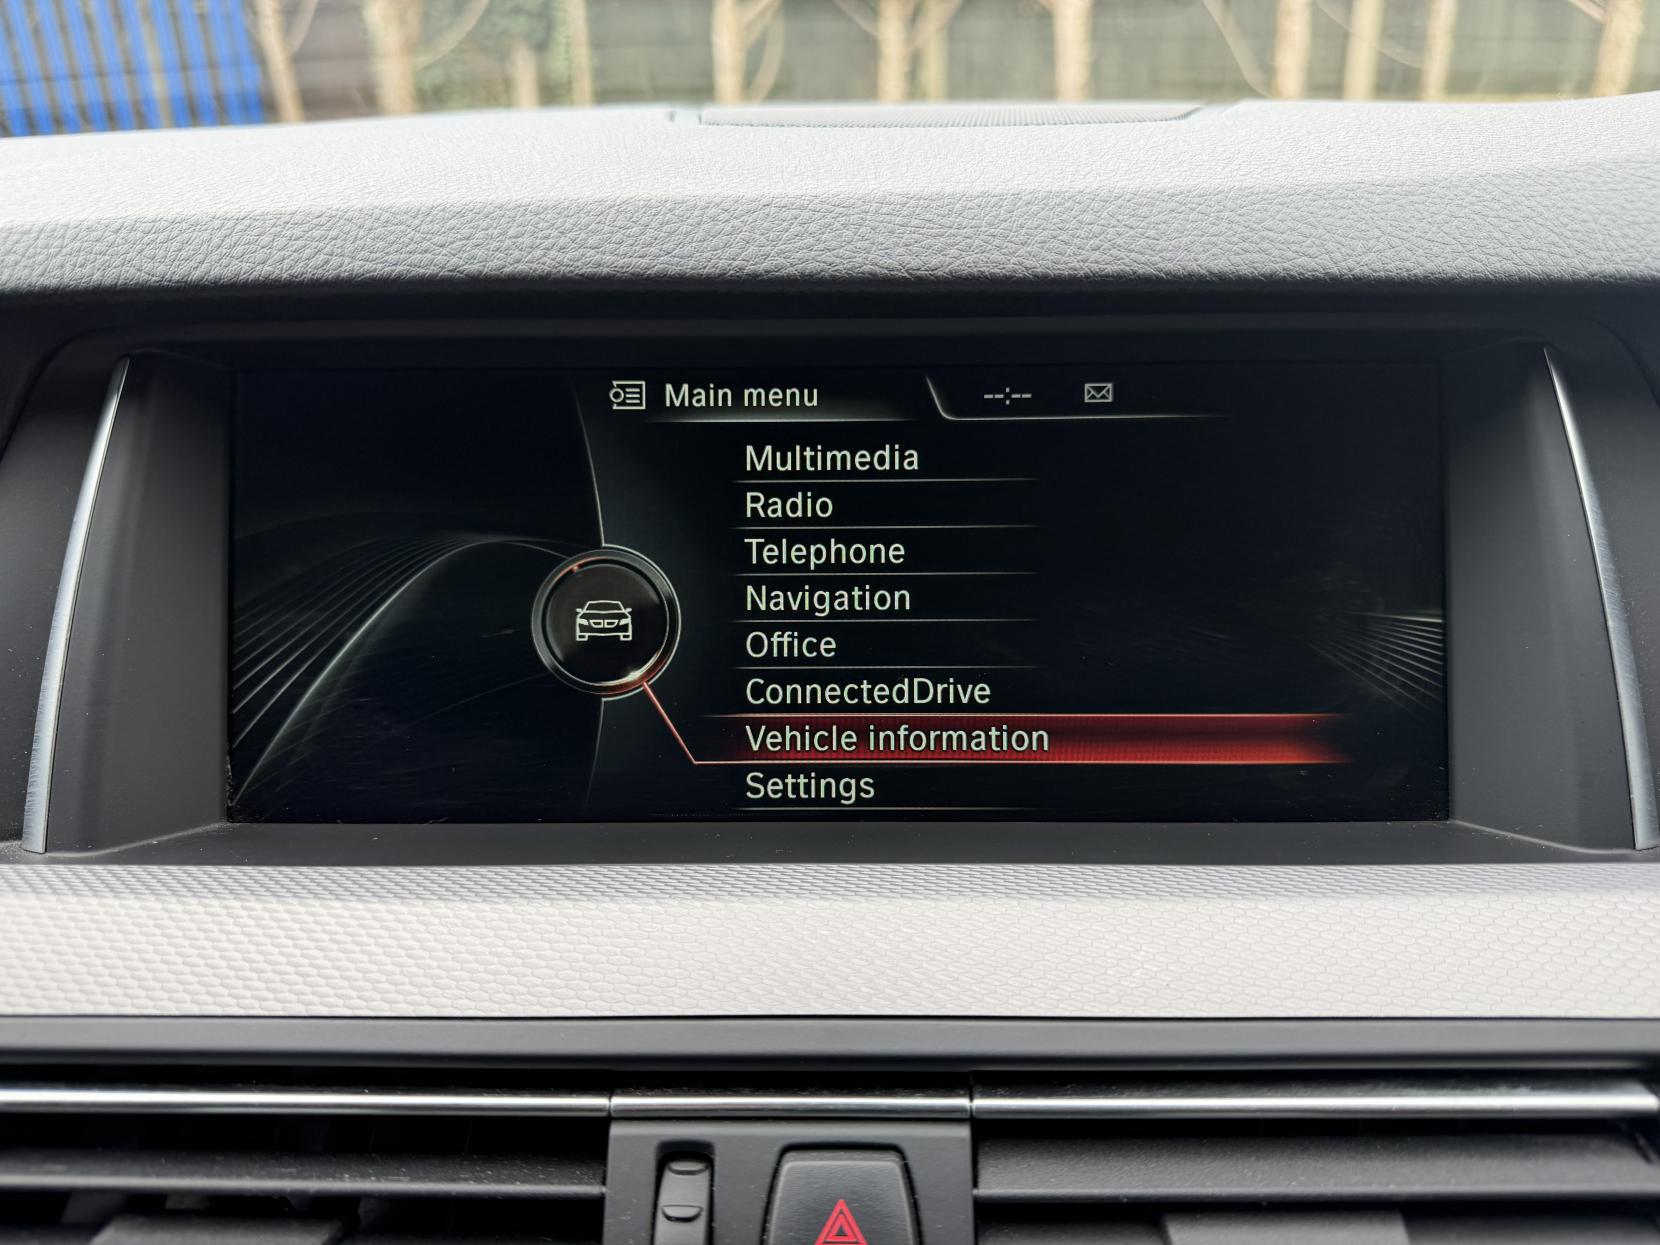 Main menu --:--
Multimedia
Radio
Telephone
Navigation
Office
ConnectedDrive
Vehicle information
Settings